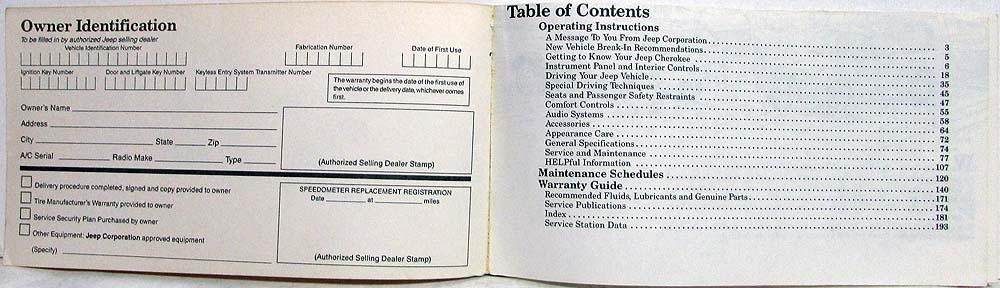 Owner Identification
To be filled in by authorized Jeep selling dealer
Vehicle Identification Number
Fabrication Number
Date of First Use
Ignition Key Number
Door and Liftgate Key Number
Keyless Entry System Transmitter Number
The warranty begins the date of the first use of
the vehicle or the delivery date, whichever comes
first.
Owner's Name
Address
City State Zip
A/C Serial Radio Make Type
(Authorized Selling Dealer Stamp)
Delivery procedure completed, signed and copy provided to owner
Tire Manufacturer's Warranty provided to owner
Service Security Plan Purchased by owner
Other Equipment: Jeep Corporation approved equipment
(Specify)
SPEEDOMETER REPLACEMENT REGISTRATION
Date at miles
(Authorized Selling Dealer Stamp)
Table of Contents
Operating Instructions
A Message To You From Jeep Corporation 3
New Vehicle Break-In Recommendations 5
Getting to Know Your Jeep Cherokee 6
Instrument Panel and Interior Controls 18
Driving Your Jeep Vehicle 35
Special Driving Techniques 45
Seats and Passenger Safety Restraints 47
Comfort Controls 55
Audio Systems 58
Accessories 64
Appearance Care 72
General Specifications 74
Service and Maintenance 77
HELPful Information 107
Maintenance Schedules 120
Warranty Guide 140
Recommended Fluids, Lubricants and Genuine Parts 171
Service Publications 174
Index 181
Service Station Data 193